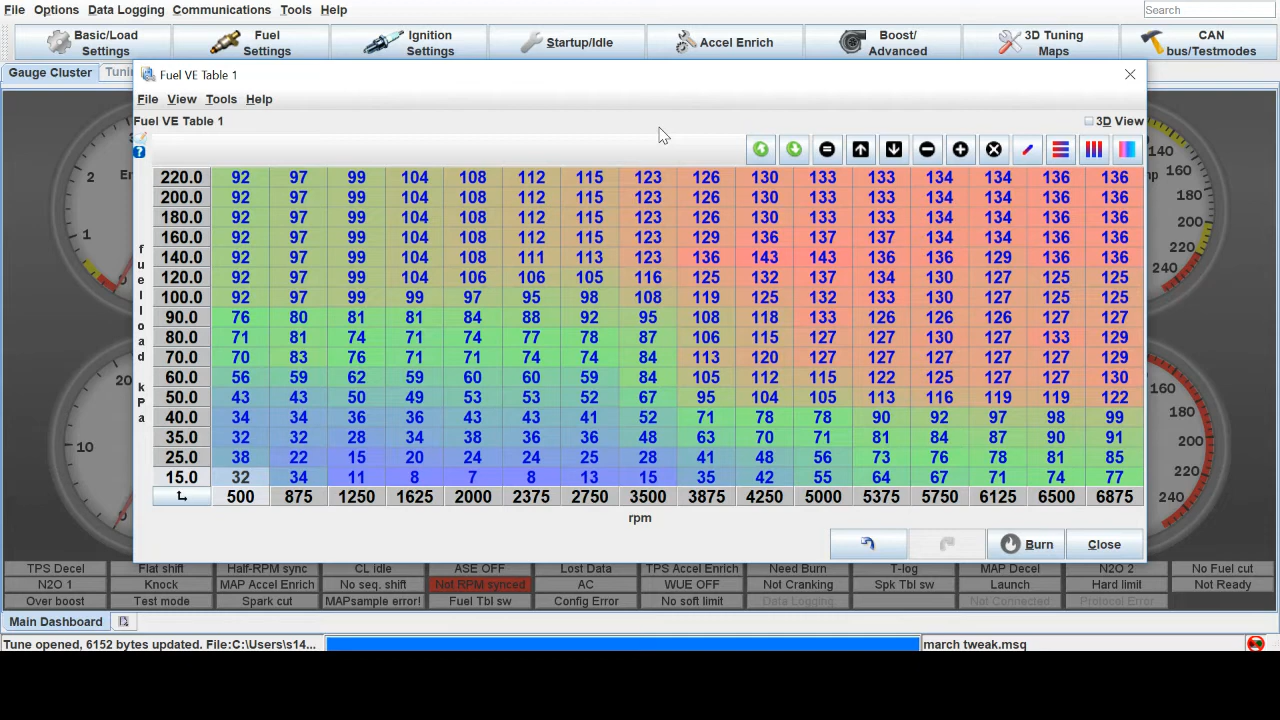 File Options Data Logging Communications Tools Help Search
Basic/Load Settings Fuel Settings Ignition Settings Startup/Idle Accel Enrich Boost/Advanced 3D Tuning Maps CAN bus/Testmodes
Gauge Cluster Tuni
Fuel VE Table 1
File View Tools Help
Fuel VE Table 1 3D View
220.0 92 97 99 104 108 112 115 123 126 130 133 133 134 134 136 136
200.0 92 97 99 104 108 112 115 123 126 130 133 133 134 134 136 136
180.0 92 97 99 104 108 112 115 123 126 130 133 133 134 134 136 136
160.0 92 97 99 104 108 112 115 123 129 136 137 137 134 134 136 136
140.0 92 97 99 104 108 111 113 123 136 143 143 136 136 129 136 136
120.0 92 97 99 104 106 106 105 116 125 132 137 134 130 127 125 125
100.0 92 97 99 99 97 95 98 108 119 125 132 133 130 127 125 125
90.0 76 80 81 81 84 88 92 95 108 118 133 126 126 126 127 127
80.0 71 81 74 71 74 77 78 87 106 115 127 127 130 127 133 129
70.0 70 83 76 71 71 74 74 84 113 120 127 127 130 127 127 129
60.0 56 59 62 59 60 60 59 84 105 112 115 122 125 127 127 130
50.0 43 43 50 49 53 53 52 67 95 104 105 113 116 119 119 122
40.0 34 34 36 36 43 43 41 52 71 78 78 90 92 97 98 99
35.0 32 32 28 34 38 36 36 48 63 70 71 81 84 87 90 91
25.0 38 22 15 20 24 24 25 28 41 48 56 73 76 78 81 85
15.0 32 34 11 8 7 8 13 15 35 42 55 64 67 71 74 77
500 875 1250 1625 2000 2375 2750 3500 3875 4250 5000 5375 5750 6125 6500 6875
fuelload kPa
rpm
Burn Close
2
1
0
20
10
0
140
160
180
200
220
240
160
180
200
220
240
TPS Decel Flat shift Half-RPM sync CL idle ASE OFF Lost Data TPS Accel Enrich Need Burn T-log MAP Decel N2O 2 No Fuel cut
N2O 1 Knock MAP Accel Enrich No seq. shift Not RPM synced AC WUE OFF Not Cranking Spk Tbl sw Launch Hard limit Not Ready
Over boost Test mode Spark cut MAPsample error! Fuel Tbl sw Config Error No soft limit Data Logging Not Connected Protocol Error
Main Dashboard
Tune opened, 6152 bytes updated. File:C:\Users\s14... march tweak.msq